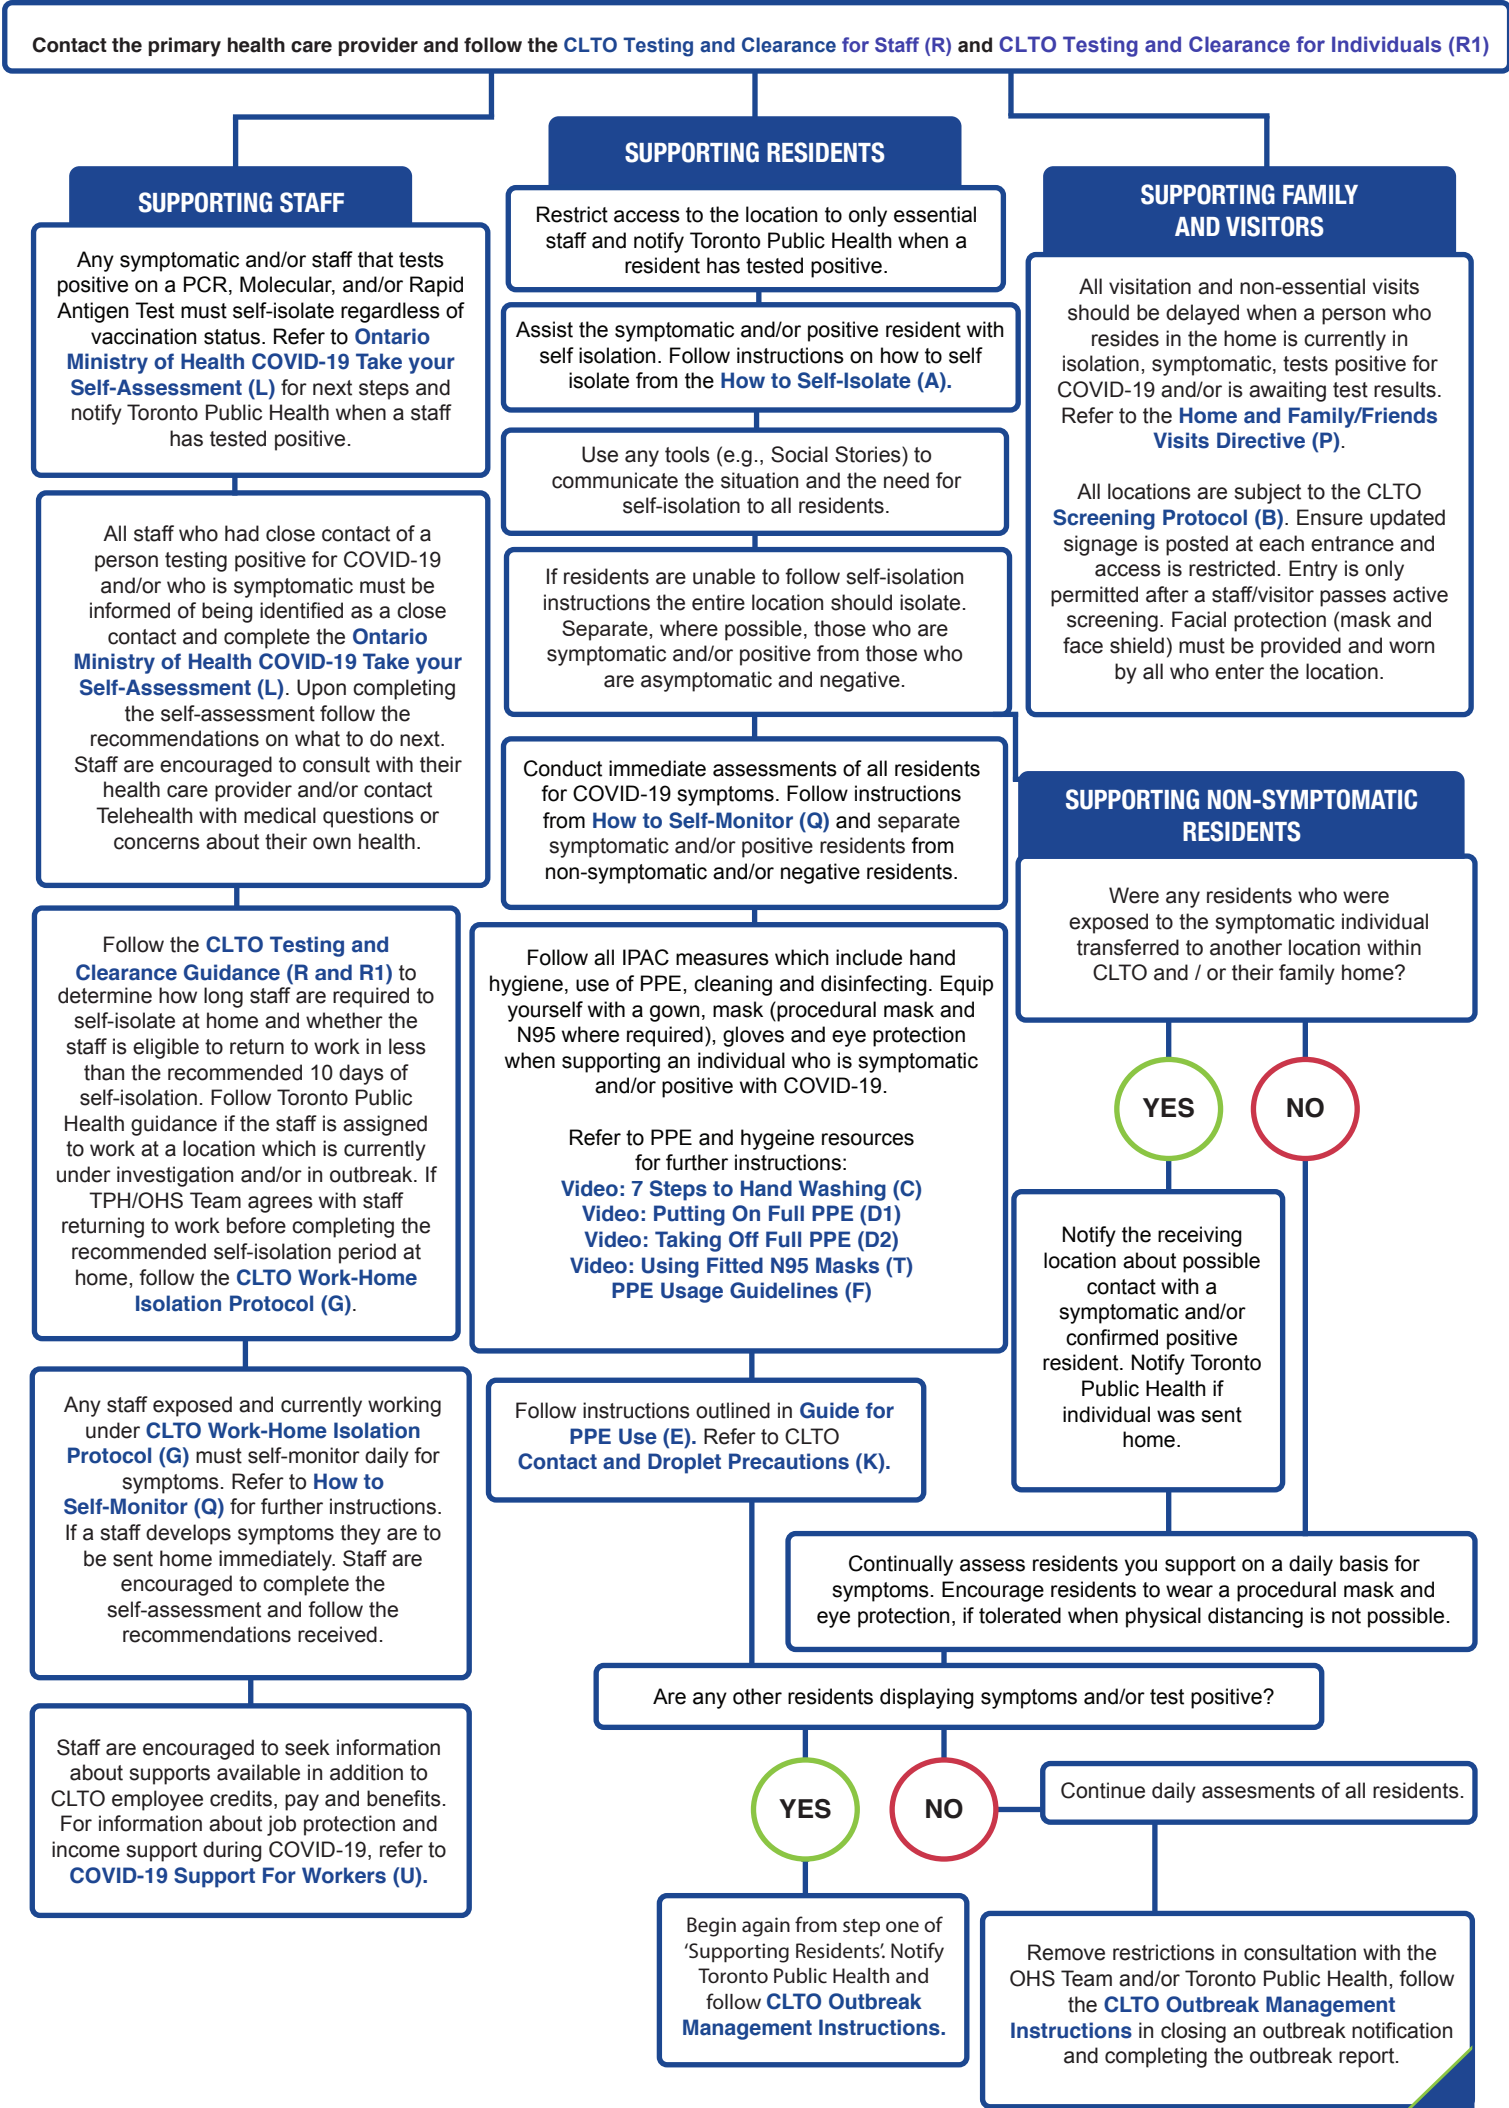 Contact the primary health care provider and follow the CLTO Testing and Clearance for Staff (R) and CLTO Testing and Clearance for Individuals (R1)
SUPPORTING STAFF
Any symptomatic and/or staff that tests
positive on a PCR, Molecular, and/or Rapid
Antigen Test must self-isolate regardless of
vaccination status. Refer to Ontario
Ministry of Health COVID-19 Take your
Self-Assessment (L) for next steps and
notify Toronto Public Health when a staff
has tested positive.
All staff who had close contact of a
person testing positive for COVID-19
and/or who is symptomatic must be
informed of being identified as a close
contact and complete the Ontario
Ministry of Health COVID-19 Take your
Self-Assessment (L). Upon completing
the self-assessment follow the
recommendations on what to do next.
Staff are encouraged to consult with their
health care provider and/or contact
Telehealth with medical questions or
concerns about their own health.
Follow the CLTO Testing and
Clearance Guidance (R and R1) to
determine how long staff are required to
self-isolate at home and whether the
staff is eligible to return to work in less
than the recommended 10 days of
self-isolation. Follow Toronto Public
Health guidance if the staff is assigned
to work at a location which is currently
under investigation and/or in outbreak. If
TPH/OHS Team agrees with staff
returning to work before completing the
recommended self-isolation period at
home, follow the CLTO Work-Home
Isolation Protocol (G).
Any staff exposed and currently working
under CLTO Work-Home Isolation
Protocol (G) must self-monitor daily for
symptoms. Refer to How to
Self-Monitor (Q) for further instructions.
If a staff develops symptoms they are to
be sent home immediately. Staff are
encouraged to complete the
self-assessment and follow the
recommendations received.
Staff are encouraged to seek information
about supports available in addition to
CLTO employee credits, pay and benefits.
For information about job protection and
income support during COVID-19, refer to
COVID-19 Support For Workers (U).
SUPPORTING RESIDENTS
Restrict access to the location to only essential
staff and notify Toronto Public Health when a
resident has tested positive.
Assist the symptomatic and/or positive resident with
self isolation. Follow instructions on how to self
isolate from the How to Self-Isolate (A).
Use any tools (e.g., Social Stories) to
communicate the situation and the need for
self-isolation to all residents.
If residents are unable to follow self-isolation
instructions the entire location should isolate.
Separate, where possible, those who are
symptomatic and/or positive from those who
are asymptomatic and negative.
Conduct immediate assessments of all residents
for COVID-19 symptoms. Follow instructions
from How to Self-Monitor (Q) and separate
symptomatic and/or positive residents from
non-symptomatic and/or negative residents.
Follow all IPAC measures which include hand
hygiene, use of PPE, cleaning and disinfecting. Equip
yourself with a gown, mask (procedural mask and
N95 where required), gloves and eye protection
when supporting an individual who is symptomatic
and/or positive with COVID-19.
Refer to PPE and hygeine resources
for further instructions:
Video: 7 Steps to Hand Washing (C)
Video: Putting On Full PPE (D1)
Video: Taking Off Full PPE (D2)
Video: Using Fitted N95 Masks (T)
PPE Usage Guidelines (F)
Follow instructions outlined in Guide for
PPE Use (E). Refer to CLTO
Contact and Droplet Precautions (K).
SUPPORTING FAMILY
AND VISITORS
All visitation and non-essential visits
should be delayed when a person who
resides in the home is currently in
isolation, symptomatic, tests positive for
COVID-19 and/or is awaiting test results.
Refer to the Home and Family/Friends
Visits Directive (P).
All locations are subject to the CLTO
Screening Protocol (B). Ensure updated
signage is posted at each entrance and
access is restricted. Entry is only
permitted after a staff/visitor passes active
screening. Facial protection (mask and
face shield) must be provided and worn
by all who enter the location.
SUPPORTING NON-SYMPTOMATIC
RESIDENTS
Were any residents who were
exposed to the symptomatic individual
transferred to another location within
CLTO and / or their family home?
YES
NO
Notify the receiving
location about possible
contact with a
symptomatic and/or
confirmed positive
resident. Notify Toronto
Public Health if
individual was sent
home.
Continually assess residents you support on a daily basis for
symptoms. Encourage residents to wear a procedural mask and
eye protection, if tolerated when physical distancing is not possible.
Are any other residents displaying symptoms and/or test positive?
YES
NO
Continue daily assesments of all residents.
Begin again from step one of
‘Supporting Residents’. Notify
Toronto Public Health and
follow CLTO Outbreak
Management Instructions.
Remove restrictions in consultation with the
OHS Team and/or Toronto Public Health, follow
the CLTO Outbreak Management
Instructions in closing an outbreak notification
and completing the outbreak report.